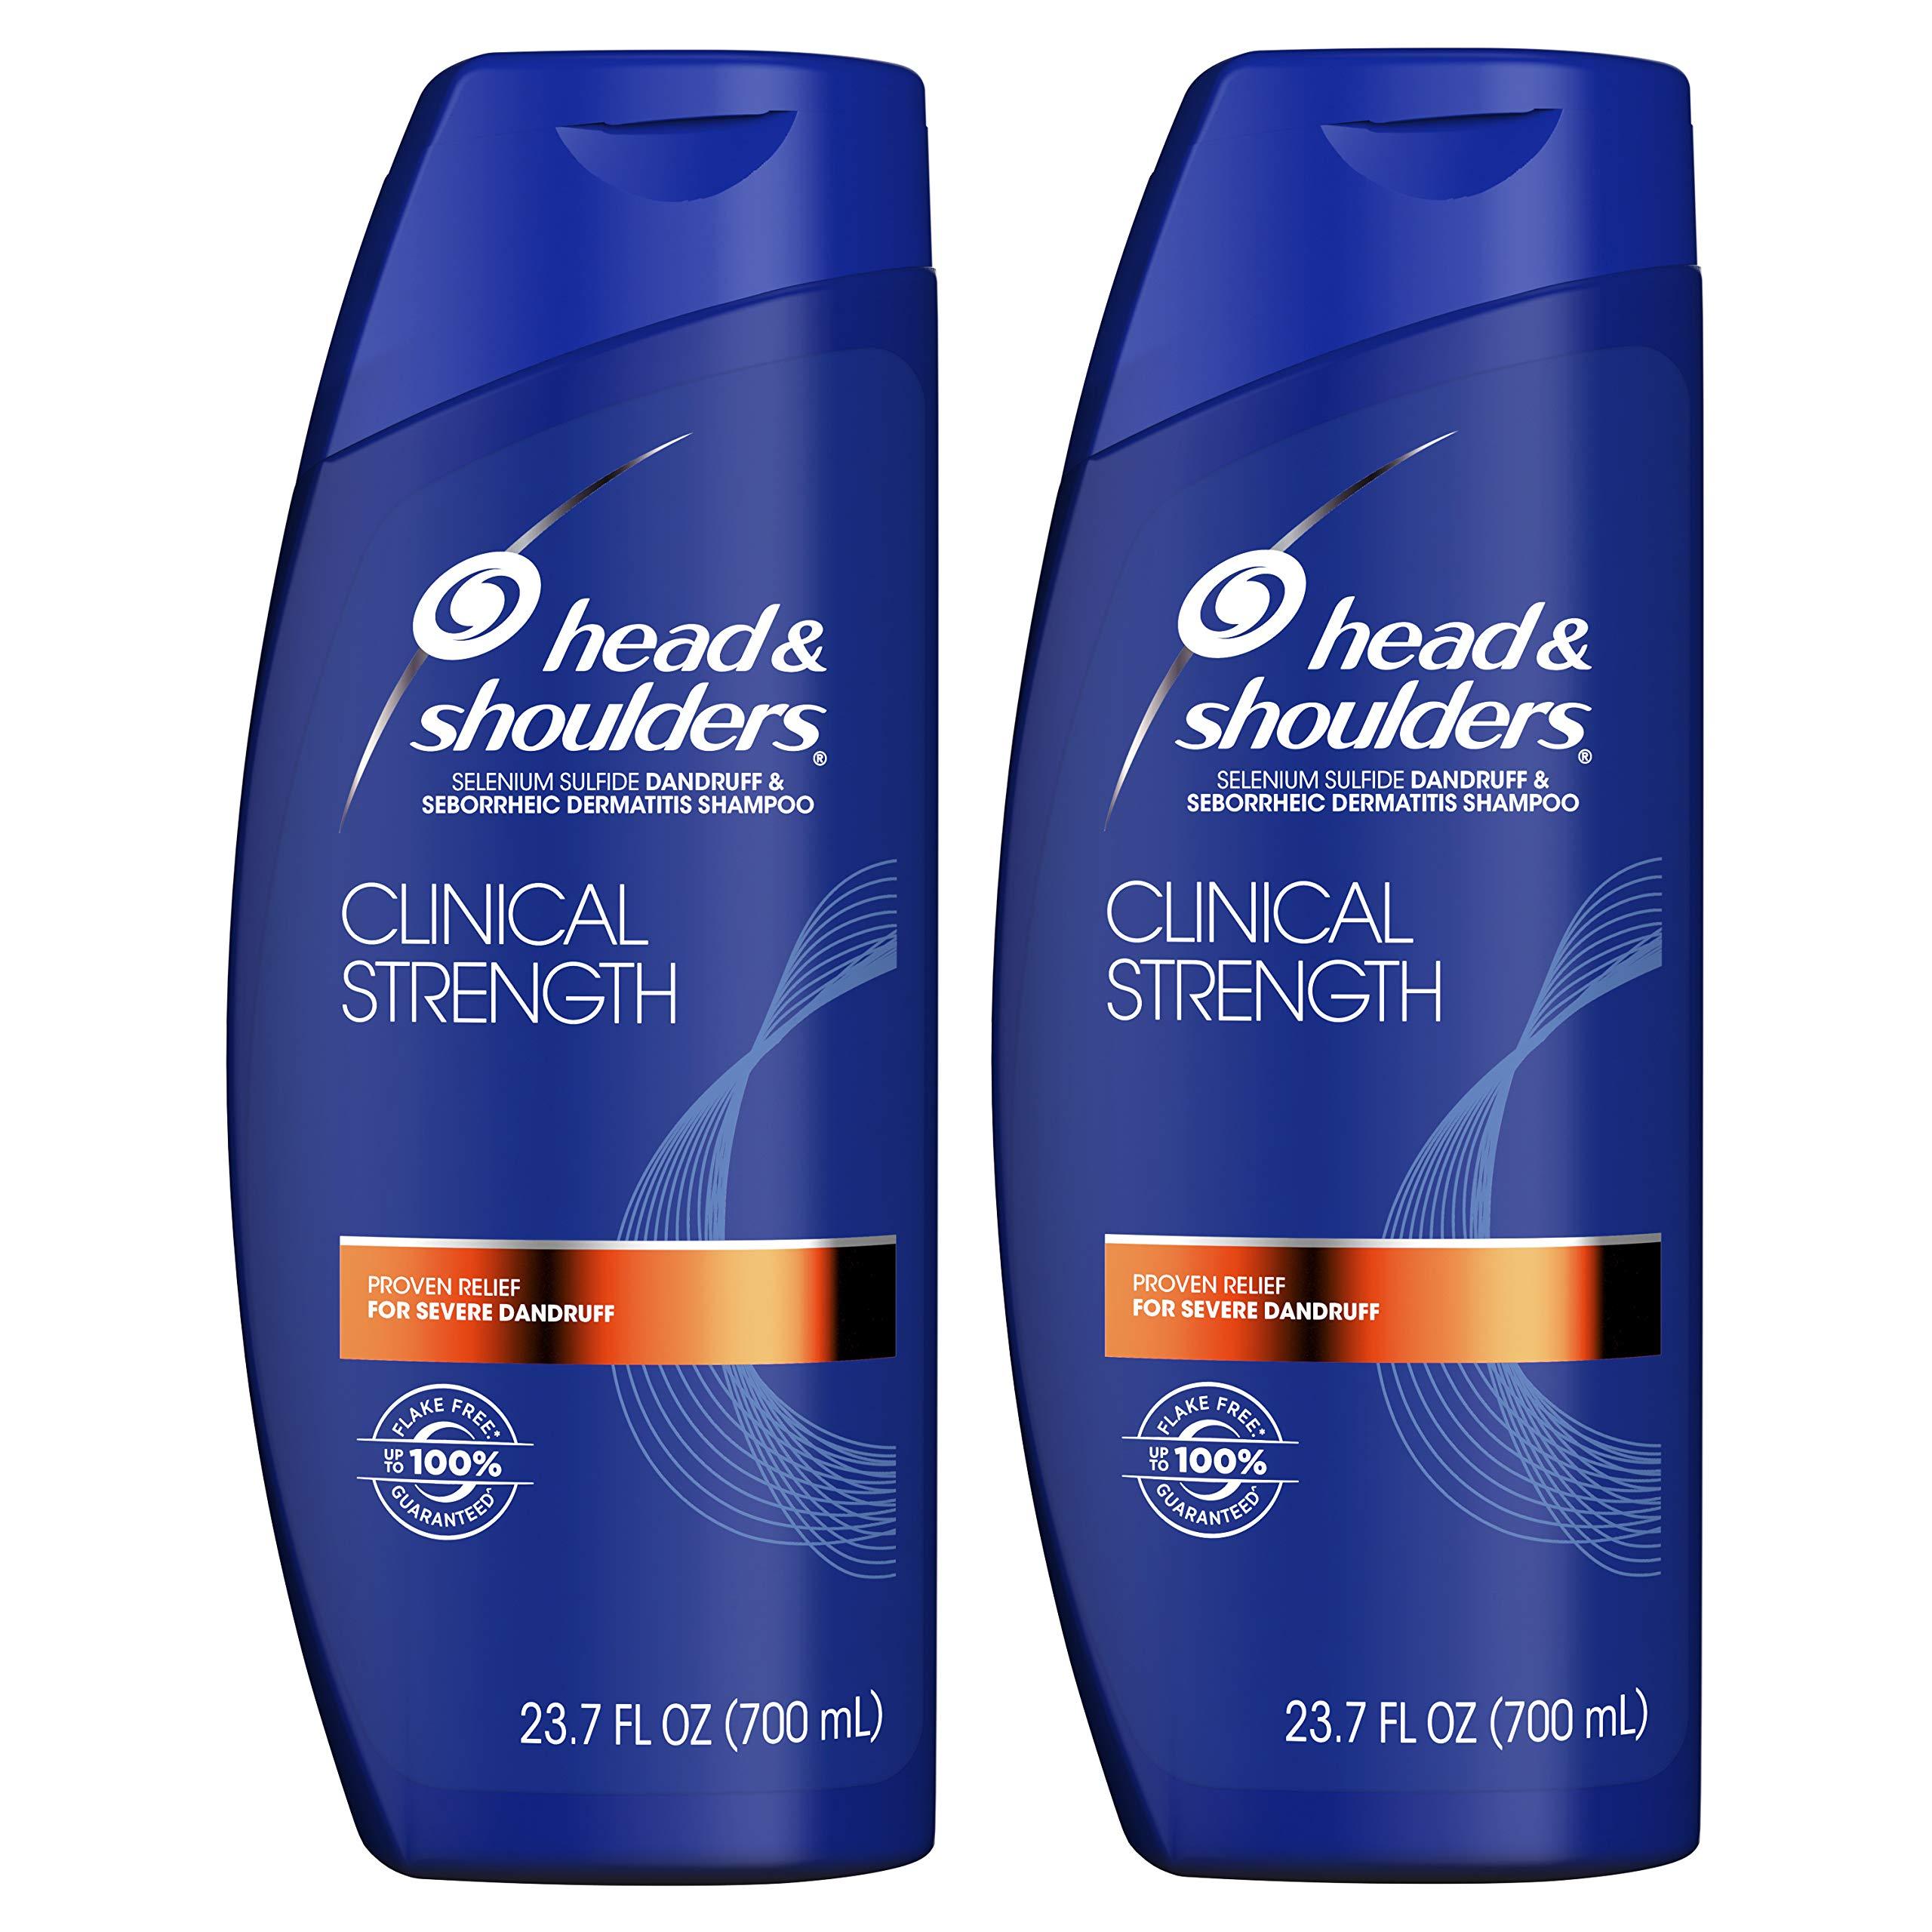 head &
shoulders®
SELENIUM SULFIDE DANDRUFF &
SEBORRHEIC DERMATITIS SHAMPOO
CLINICAL
STRENGTH
PROVEN RELIEF
FOR SEVERE DANDRUFF
FLAKE FREE.*
UP TO 100%
GUARANTEED^
23.7 FL OZ (700 mL)
head &
shoulders®
SELENIUM SULFIDE DANDRUFF &
SEBORRHEIC DERMATITIS SHAMPOO
CLINICAL
STRENGTH
PROVEN RELIEF
FOR SEVERE DANDRUFF
FLAKE FREE.*
UP TO 100%
GUARANTEED^
23.7 FL OZ (700 mL)